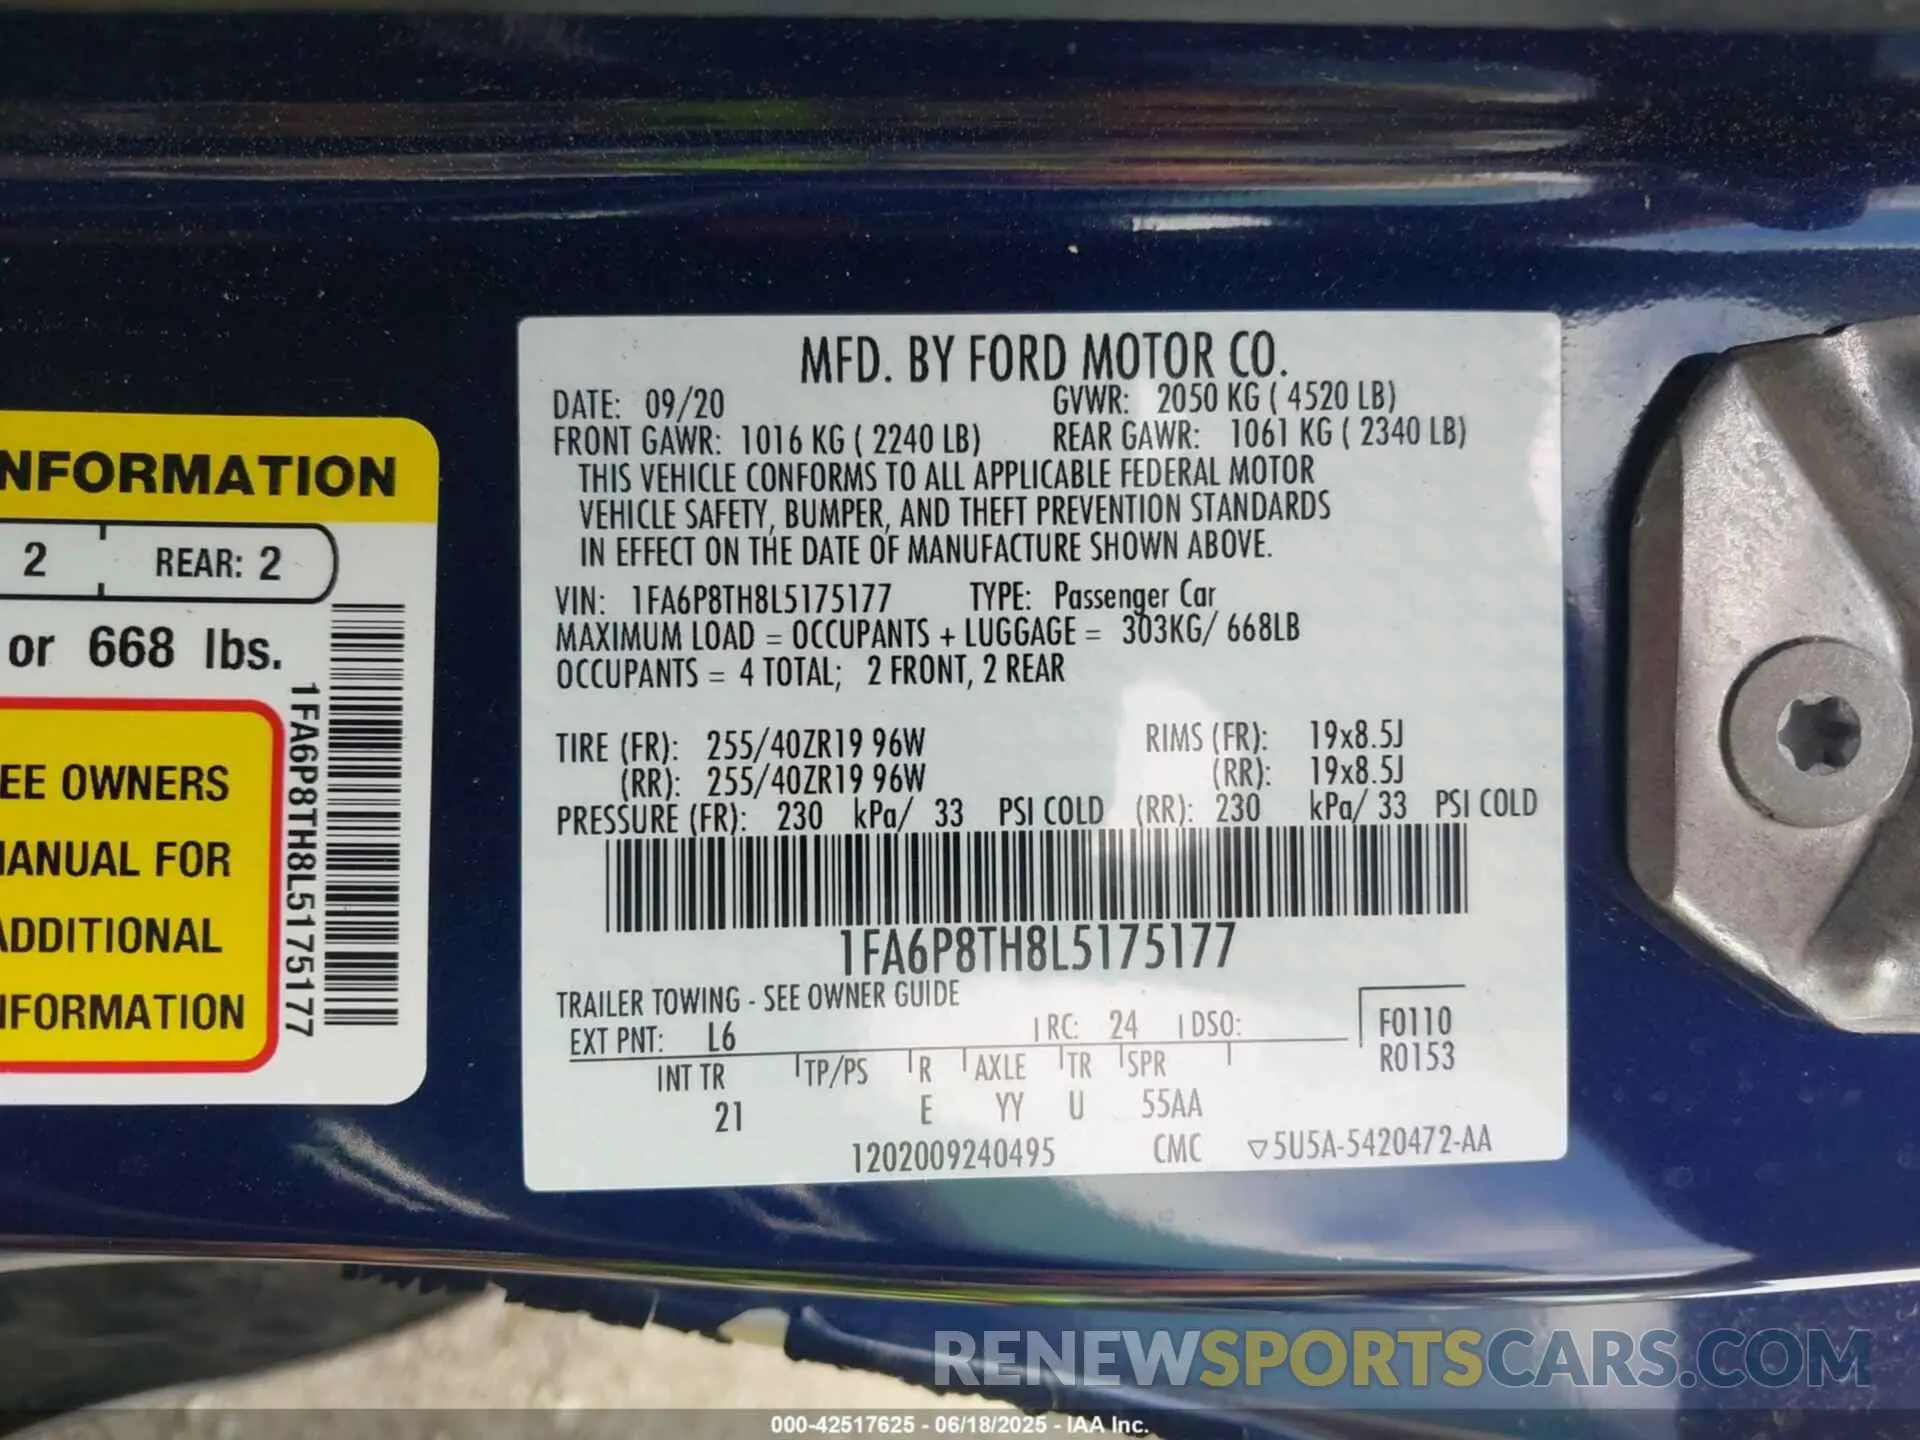 NFORMATION
2 REAR: 2
or 668 lbs.
EE OWNERS
MANUAL FOR
ADDITIONAL
NFORMATION
1FA6P8TH8L5175177
MFD. BY FORD MOTOR CO.
DATE: 09/20 GVWR: 2050 KG ( 4520 LB)
FRONT GAWR: 1016 KG ( 2240 LB) REAR GAWR: 1061 KG ( 2340 LB)
THIS VEHICLE CONFORMS TO ALL APPLICABLE FEDERAL MOTOR
VEHICLE SAFETY, BUMPER, AND THEFT PREVENTION STANDARDS
IN EFFECT ON THE DATE OF MANUFACTURE SHOWN ABOVE.
VIN: 1FA6P8TH8L5175177 TYPE: Passenger Car
MAXIMUM LOAD = OCCUPANTS + LUGGAGE = 303KG/ 668LB
OCCUPANTS = 4 TOTAL; 2 FRONT, 2 REAR
TIRE (FR): 255/40ZR19 96W RIMS (FR): 19x8.5J
(RR): 255/40ZR19 96W (RR): 19x8.5J
PRESSURE (FR): 230 kPa/ 33 PSI COLD (RR): 230 kPa/ 33 PSI COLD
1FA6P8TH8L5175177
TRAILER TOWING - SEE OWNER GUIDE
EXT PNT: L6 RC: 24 DSO: F0110
R0153
INT TR TP/PS R AXLE TR SPR
21 E YY U 55AA
1202009240495 CMC ▽5U5A-5420472-AA
RENEWSPORTSCARS.COM
000-42517625 - 06/18/2025 - IAA Inc.